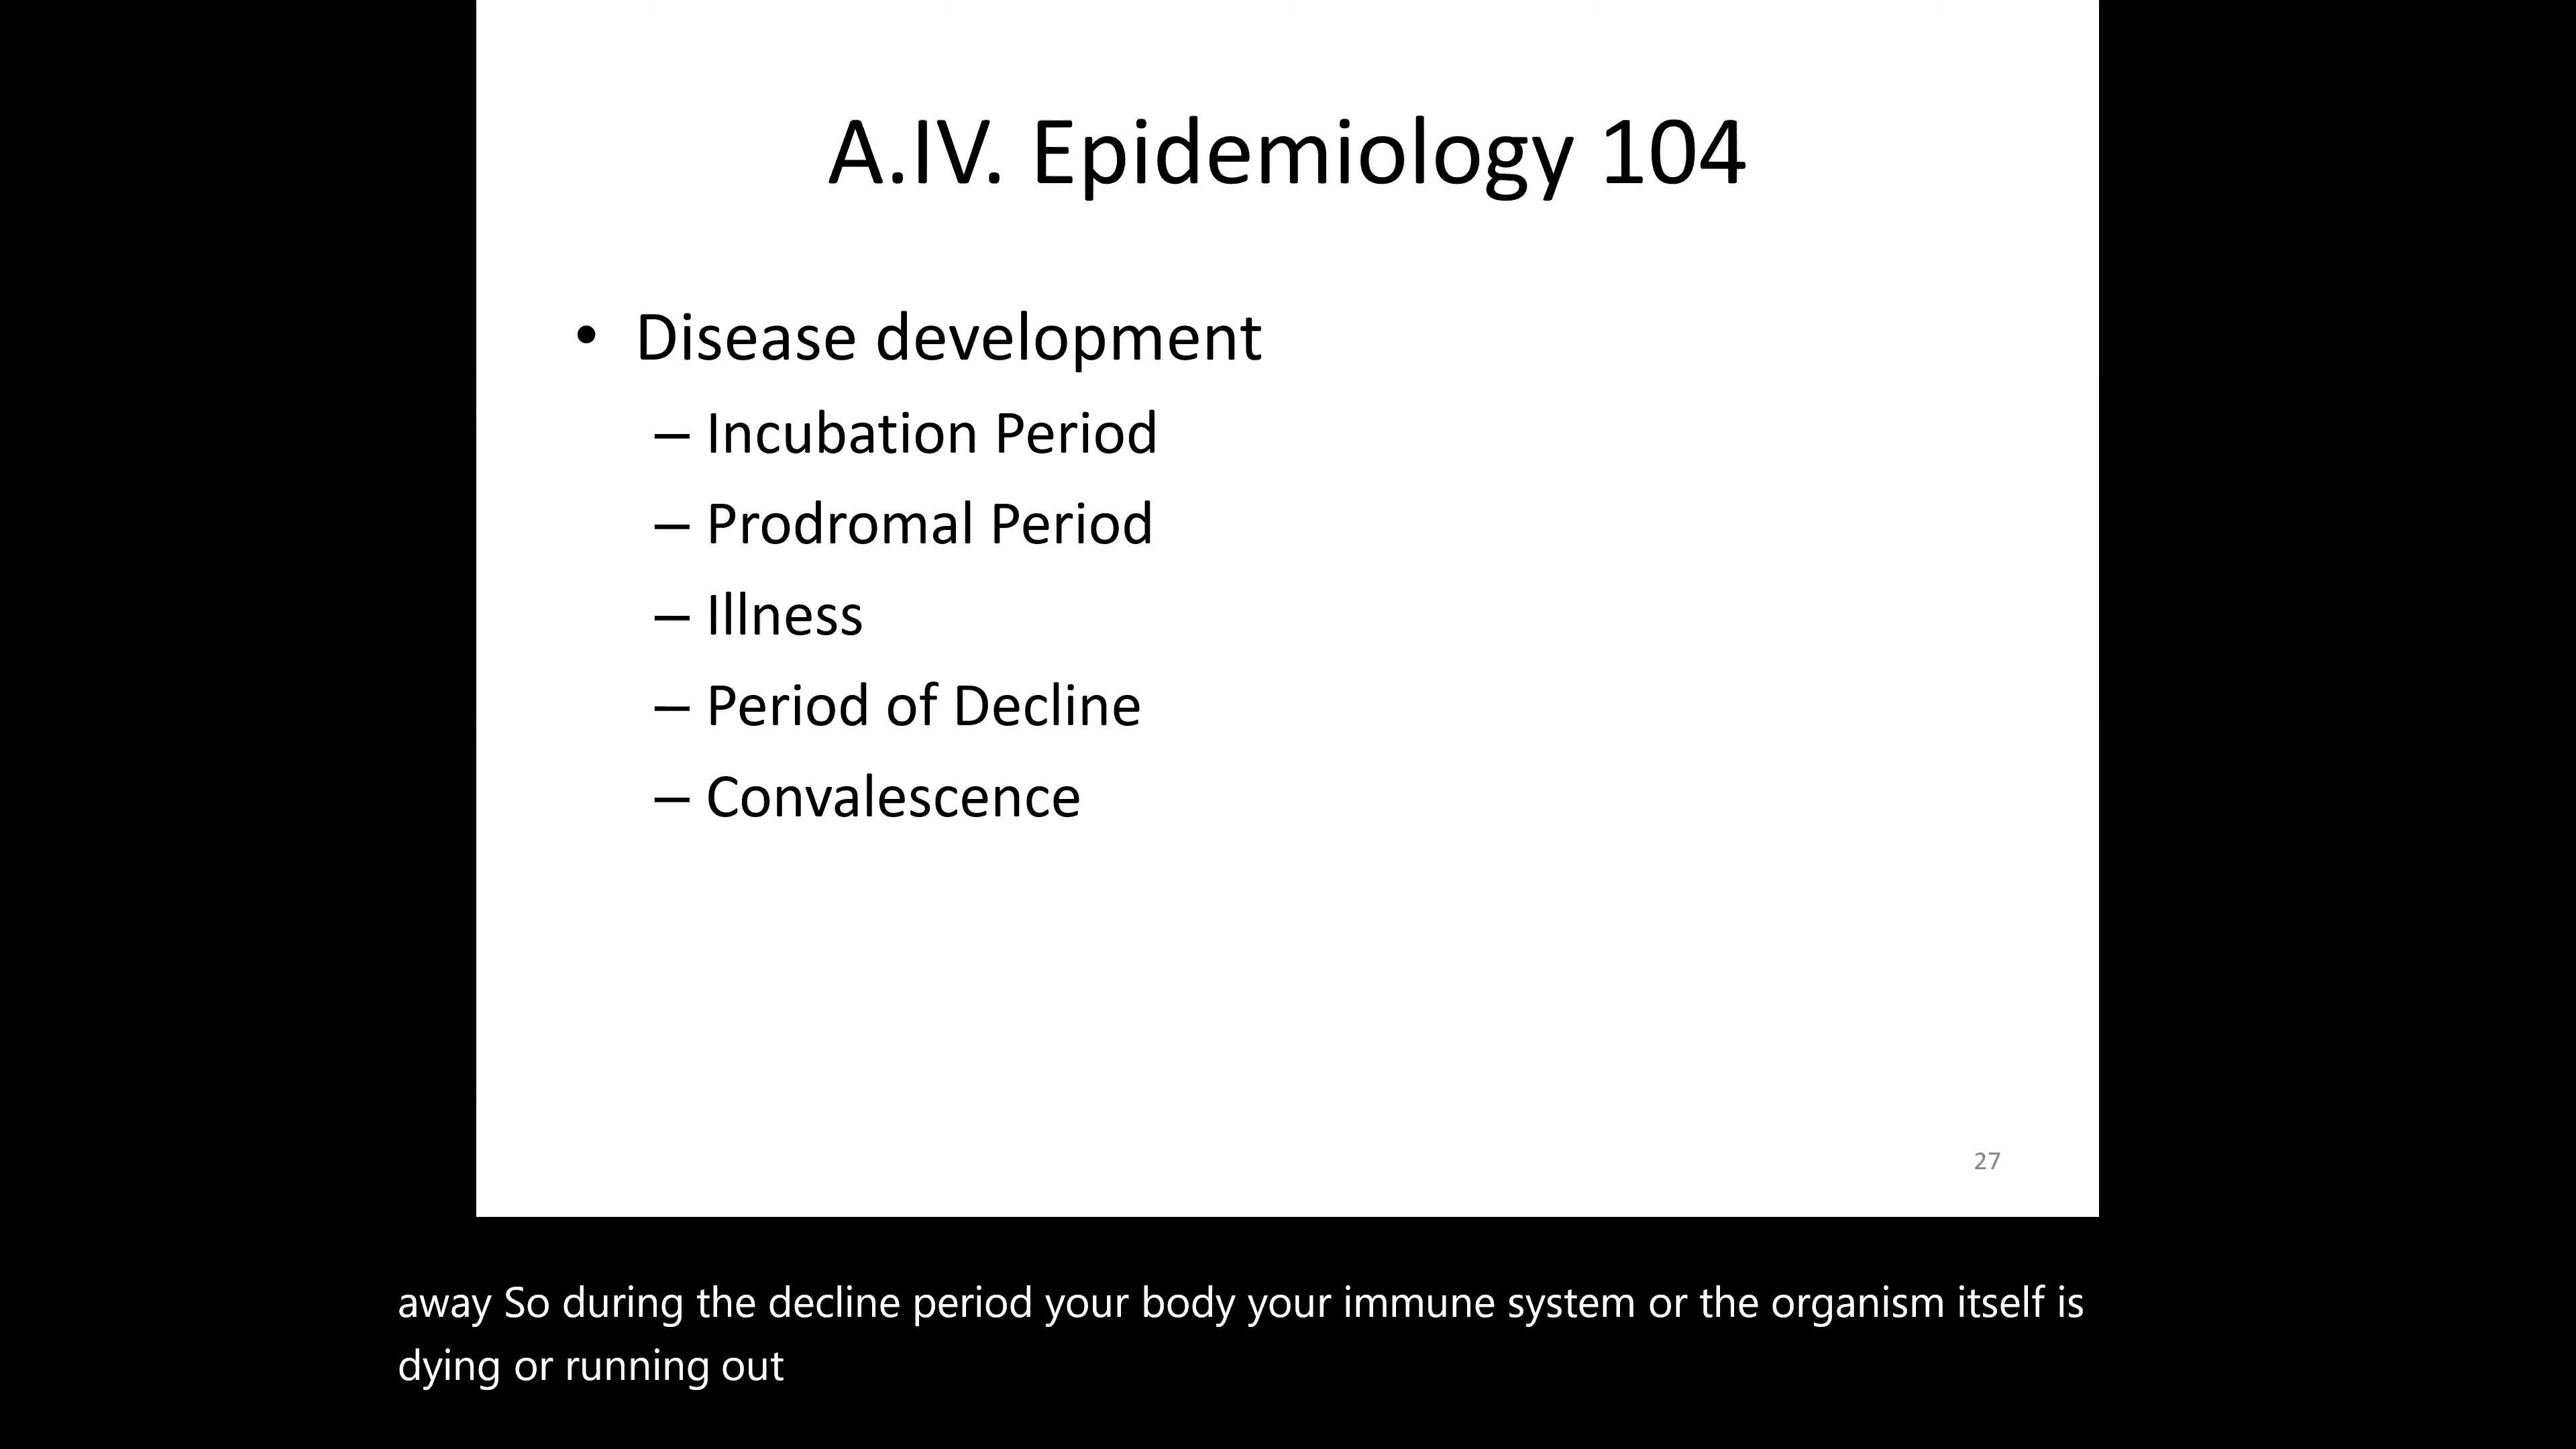 A.IV. Epidemiology 104
• Disease development
– Incubation Period
– Prodromal Period
– Illness
– Period of Decline
– Convalescence
27
away So during the decline period your body your immune system or the organism itself is
dying or running out